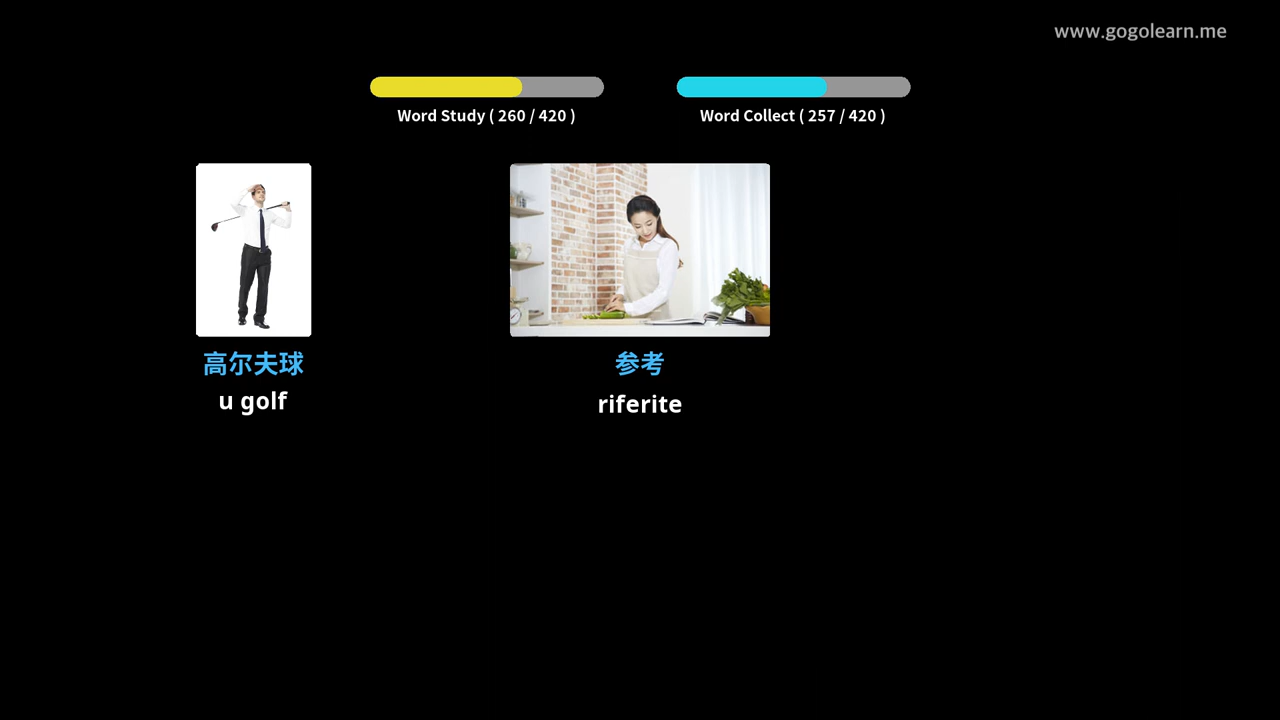 www.gogolearn.me
Word Study ( 260 / 420 )
Word Collect ( 257 / 420 )
高尔夫球
u golf
参考
riferite